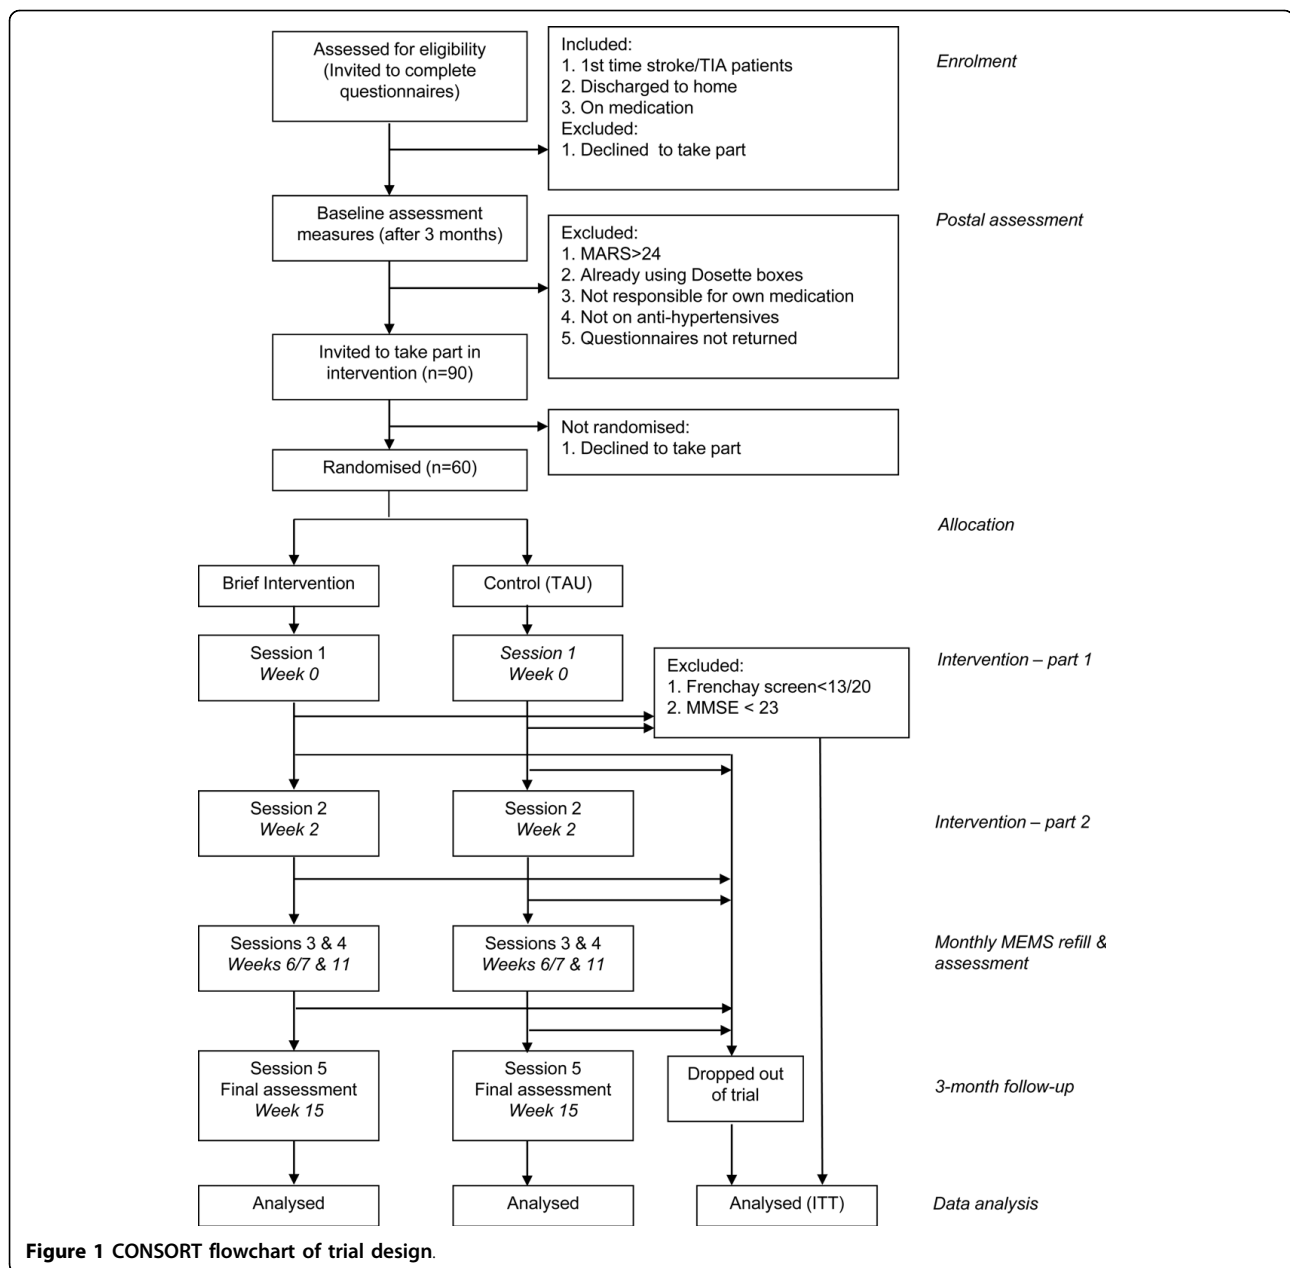 Assessed for eligibility
(Invited to complete
questionnaires)
Included:
1. 1st time stroke/TIA patients
2. Discharged to home
3. On medication
Excluded:
1. Declined to take part
Enrolment
Baseline assessment
measures (after 3 months)
Excluded:
1. MARS>24
2. Already using Dosette boxes
3. Not responsible for own medication
4. Not on anti-hypertensives
5. Questionnaires not returned
Postal assessment
Invited to take part in
intervention (n=90)
Not randomised:
1. Declined to take part
Randomised (n=60)
Allocation
Brief Intervention
Control (TAU)
Session 1
Week 0
Session 1
Week 0
Excluded:
1. Frenchay screen<13/20
2. MMSE < 23
Intervention – part 1
Session 2
Week 2
Session 2
Week 2
Intervention – part 2
Sessions 3 & 4
Weeks 6/7 & 11
Sessions 3 & 4
Weeks 6/7 & 11
Monthly MEMS refill &
assessment
Session 5
Final assessment
Week 15
Session 5
Final assessment
Week 15
Dropped out
of trial
3-month follow-up
Analysed
Analysed
Analysed (ITT)
Data analysis
Figure 1 CONSORT flowchart of trial design.